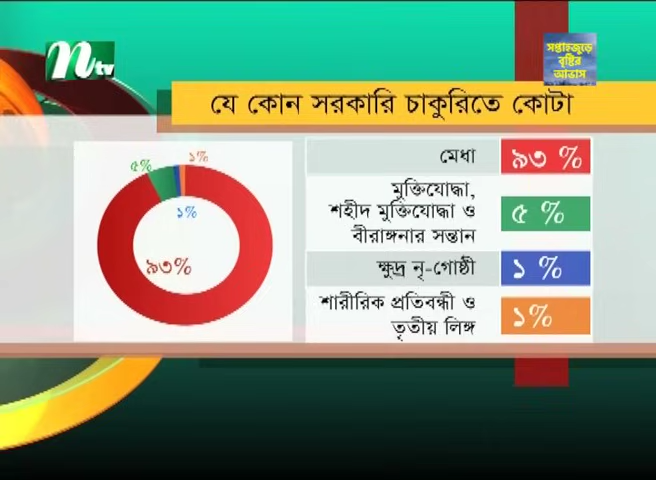 ntv
সপ্তাহজুড়ে
বৃষ্টির
আভাস
যে কোন সরকারি চাকুরিতে কোটা
৫%
১%
১%
৯৩%
মেধা ৯৩ %
মুক্তিযোদ্ধা,
শহীদ মুক্তিযোদ্ধা ও ৫ %
বীরাঙ্গনার সন্তান
ক্ষুদ্র নৃ-গোষ্ঠী ১ %
শারীরিক প্রতিবন্ধী ও ১%
তৃতীয় লিঙ্গ